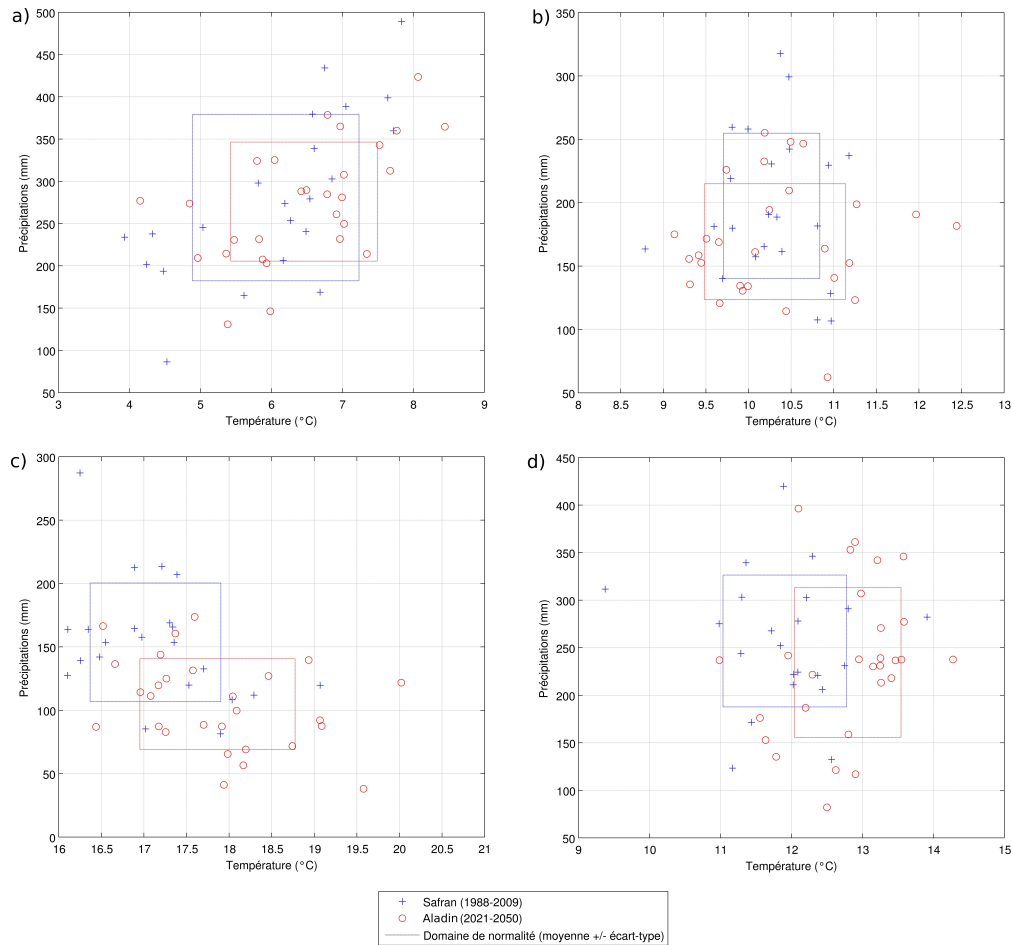 a)
500
450
400
350
300
250
200
150
100
50
Précipitations (mm)
3 4 5 6 7 8 9
Température (°C)
b)
350
300
250
200
150
100
50
Précipitations (mm)
8 8.5 9 9.5 10 10.5 11 11.5 12 12.5 13
Température (°C)
c)
300
250
200
150
100
50
0
Précipitations (mm)
16 16.5 17 17.5 18 18.5 19 19.5 20 20.5 21
Température (°C)
d)
450
400
350
300
250
200
150
100
50
Précipitations (mm)
9 10 11 12 13 14 15
Température (°C)
Safran (1988-2009)
Aladin (2021-2050)
Domaine de normalité (moyenne +/- écart-type)